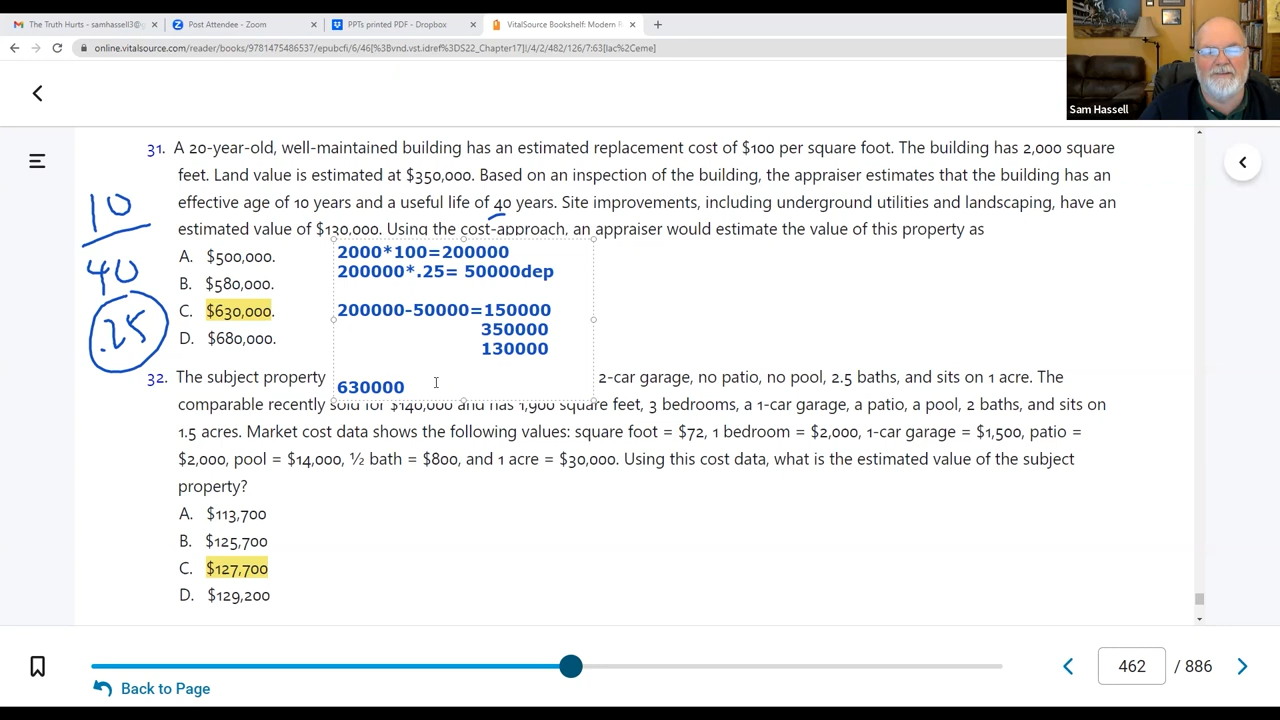 The Truth Hurts - samhassell3@g
Post Attendee - Zoom
PPTs printed PDF - Dropbox
VitalSource Bookshelf: Modern R
online.vitalsource.com/reader/books/9781475486537/epubcfi/6/46[%3Bvnd.vst.idref%3DS22_Chapter17]!/4/2/482/126/7:63[lac%2Ceme]
Sam Hassell
31. A 20-year-old, well-maintained building has an estimated replacement cost of $100 per square foot. The building has 2,000 square
feet. Land value is estimated at $350,000. Based on an inspection of the building, the appraiser estimates that the building has an
effective age of 10 years and a useful life of 40 years. Site improvements, including underground utilities and landscaping, have an
estimated value of $130,000. Using the cost-approach, an appraiser would estimate the value of this property as
10
40
.25
A. $500,000.
B. $580,000.
C. $630,000.
D. $680,000.
2000*100=200000
200000*.25= 50000dep
200000-50000=150000
350000
130000
630000
32. The subject property 2-car garage, no patio, no pool, 2.5 baths, and sits on 1 acre. The
comparable recently sold for $140,000 and has 1,900 square feet, 3 bedrooms, a 1-car garage, a patio, a pool, 2 baths, and sits on
1.5 acres. Market cost data shows the following values: square foot = $72, 1 bedroom = $2,000, 1-car garage = $1,500, patio =
$2,000, pool = $14,000, ½ bath = $800, and 1 acre = $30,000. Using this cost data, what is the estimated value of the subject
property?
A. $113,700
B. $125,700
C. $127,700
D. $129,200
462 / 886
Back to Page